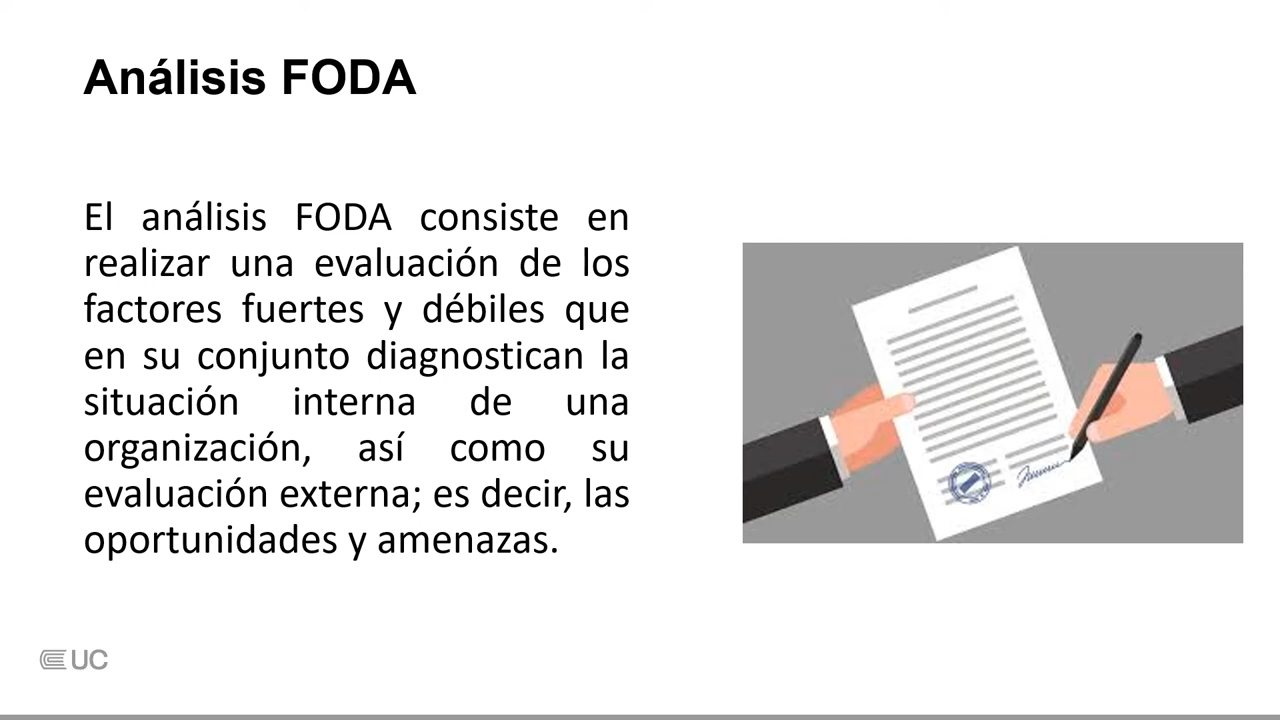 Análisis FODA
El análisis FODA consiste en
realizar una evaluación de los
factores fuertes y débiles que
en su conjunto diagnostican la
situación interna de una
organización, así como su
evaluación externa; es decir, las
oportunidades y amenazas.
UC